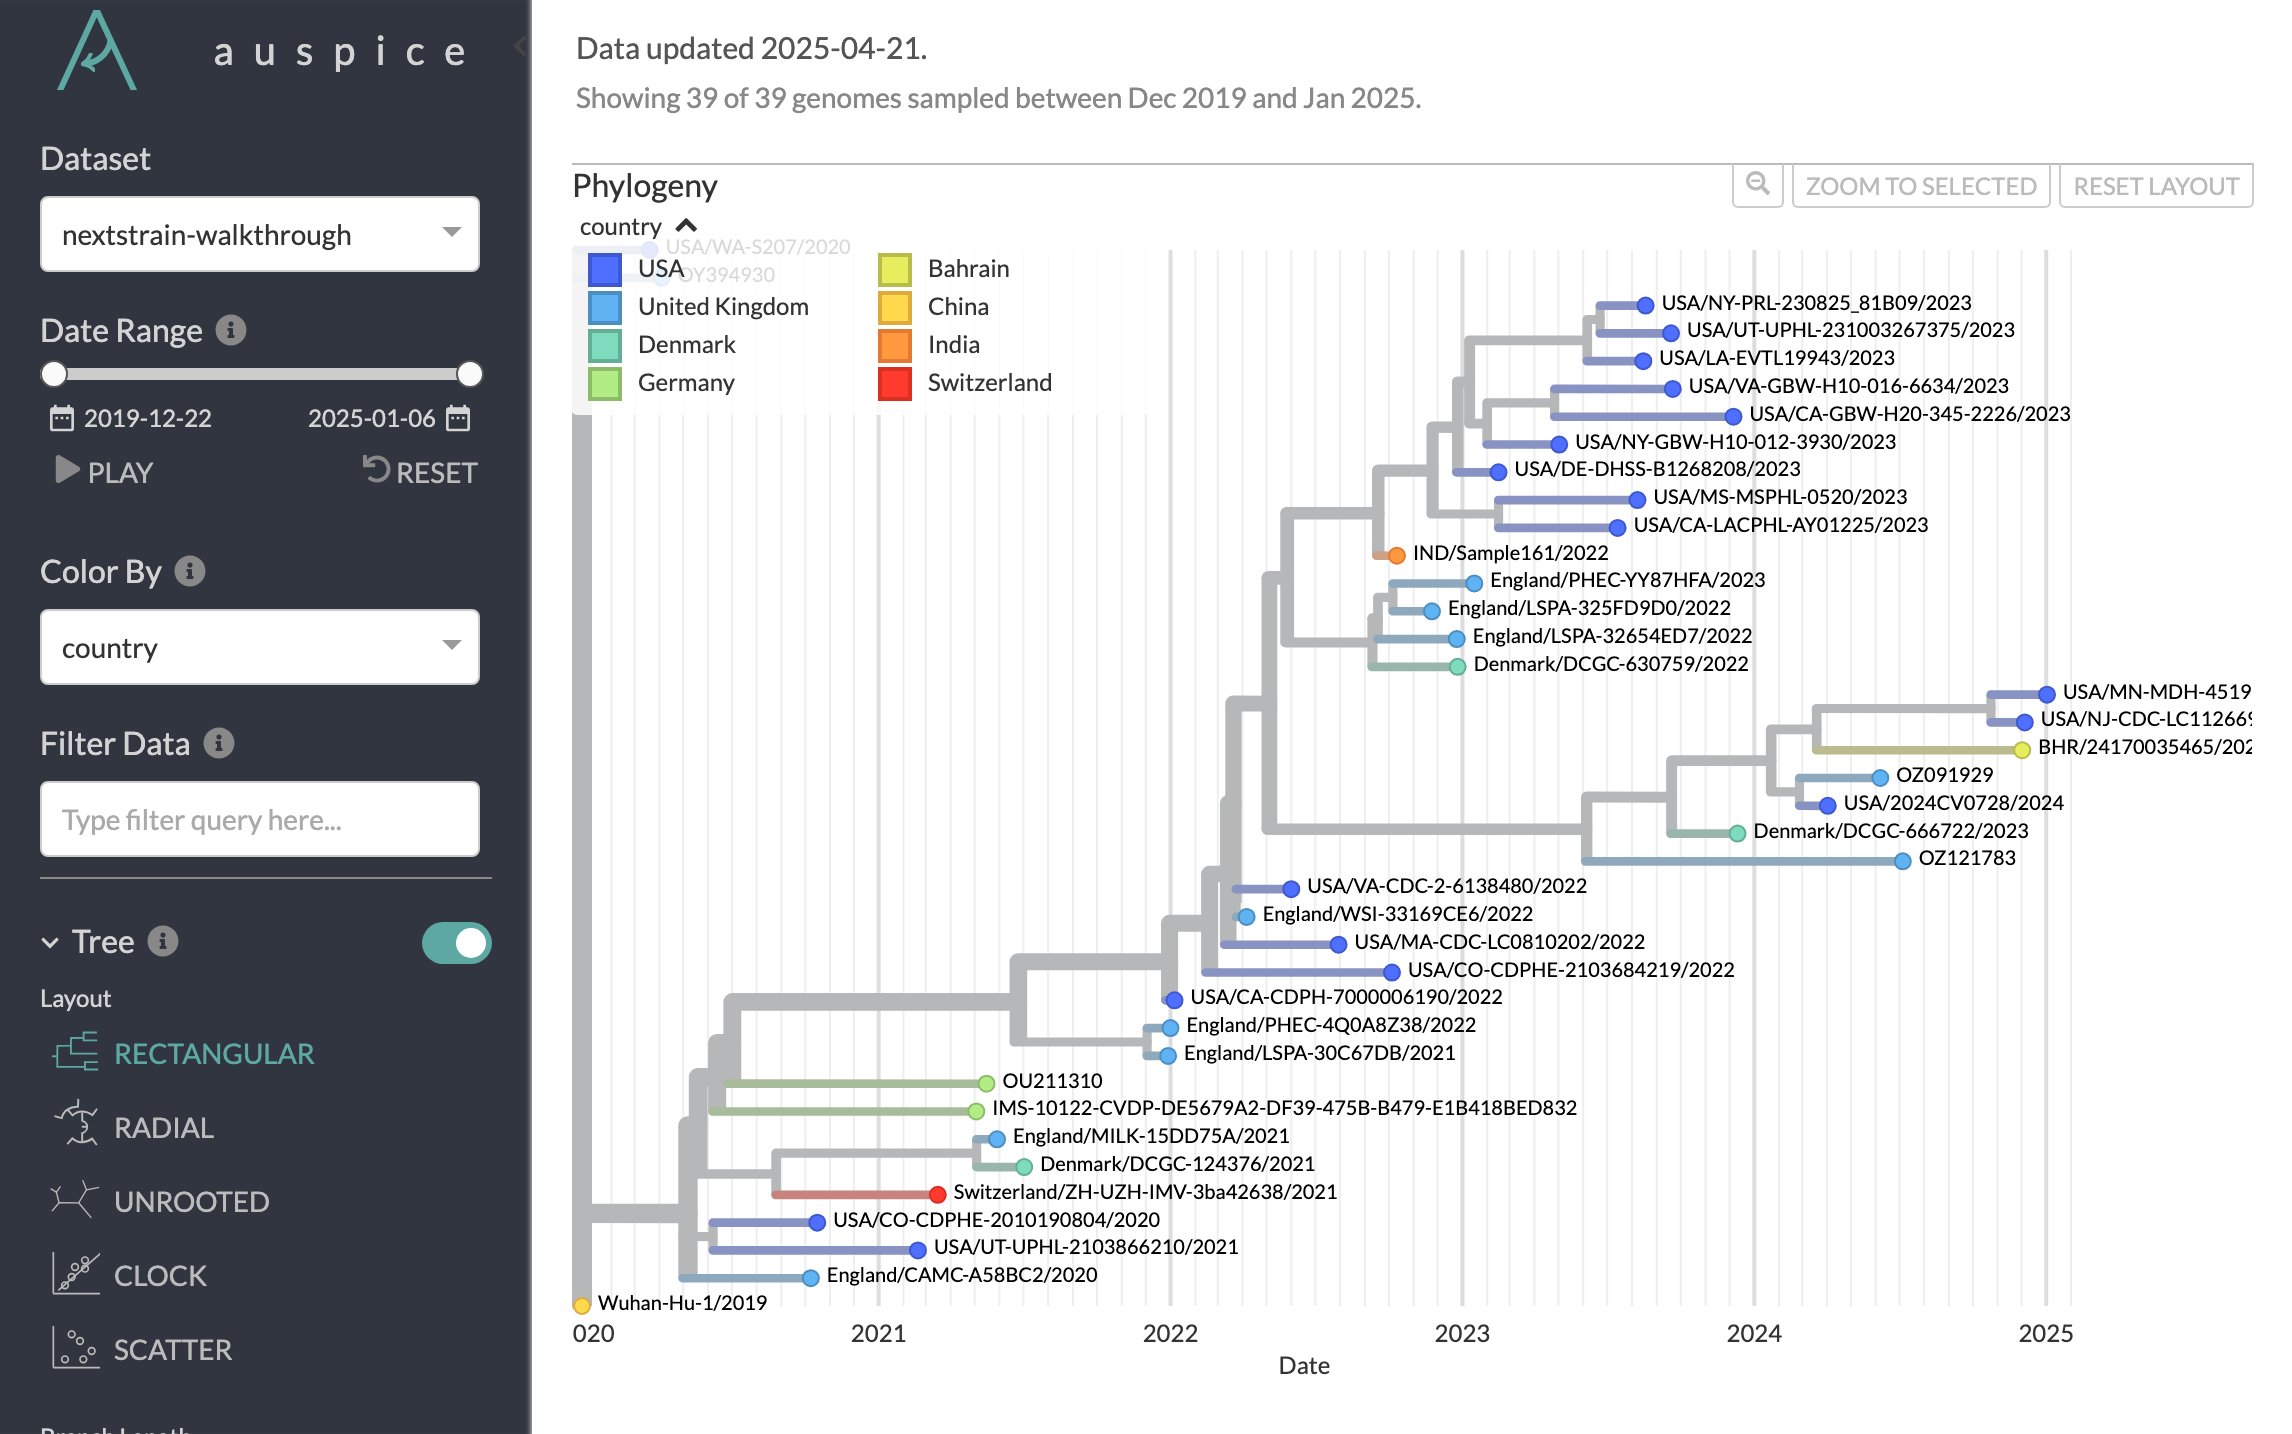 auspice
Dataset
nextstrain-walkthrough
Date Range
2019-12-22 2025-01-06
PLAY RESET
Color By
country
Filter Data
Type filter query here...
Tree
Layout
RECTANGULAR
RADIAL
UNROOTED
CLOCK
SCATTER
Branch Length
Data updated 2025-04-21.
Showing 39 of 39 genomes sampled between Dec 2019 and Jan 2025.
Phylogeny
ZOOM TO SELECTED RESET LAYOUT
country
USA/WA-S207/2020
OY394930
USA Bahrain
United Kingdom China
Denmark India
Germany Switzerland
USA/NY-PRL-230825_81B09/2023
USA/UT-UPHL-231003267375/2023
USA/LA-EVTL19943/2023
USA/VA-GBW-H10-016-6634/2023
USA/CA-GBW-H20-345-2226/2023
USA/NY-GBW-H10-012-3930/2023
USA/DE-DHSS-B1268208/2023
USA/MS-MSPHL-0520/2023
USA/CA-LACPHL-AY01225/2023
IND/Sample161/2022
England/PHEC-YY87HFA/2023
England/LSPA-325FD9D0/2022
England/LSPA-32654ED7/2022
Denmark/DCGC-630759/2022
USA/MN-MDH-4519
USA/NJ-CDC-LC112669
BHR/24170035465/202
OZ091929
USA/2024CV0728/2024
Denmark/DCGC-666722/2023
OZ121783
USA/VA-CDC-2-6138480/2022
England/WSI-33169CE6/2022
USA/MA-CDC-LC0810202/2022
USA/CO-CDPHE-2103684219/2022
USA/CA-CDPH-7000006190/2022
England/PHEC-4Q0A8Z38/2022
England/LSPA-30C67DB/2021
OU211310
IMS-10122-CVDP-DE5679A2-DF39-475B-B479-E1B418BED832
England/MILK-15DD75A/2021
Denmark/DCGC-124376/2021
Switzerland/ZH-UZH-IMV-3ba42638/2021
USA/CO-CDPHE-2010190804/2020
USA/UT-UPHL-2103866210/2021
England/CAMC-A58BC2/2020
Wuhan-Hu-1/2019
020 2021 2022 2023 2024 2025
Date